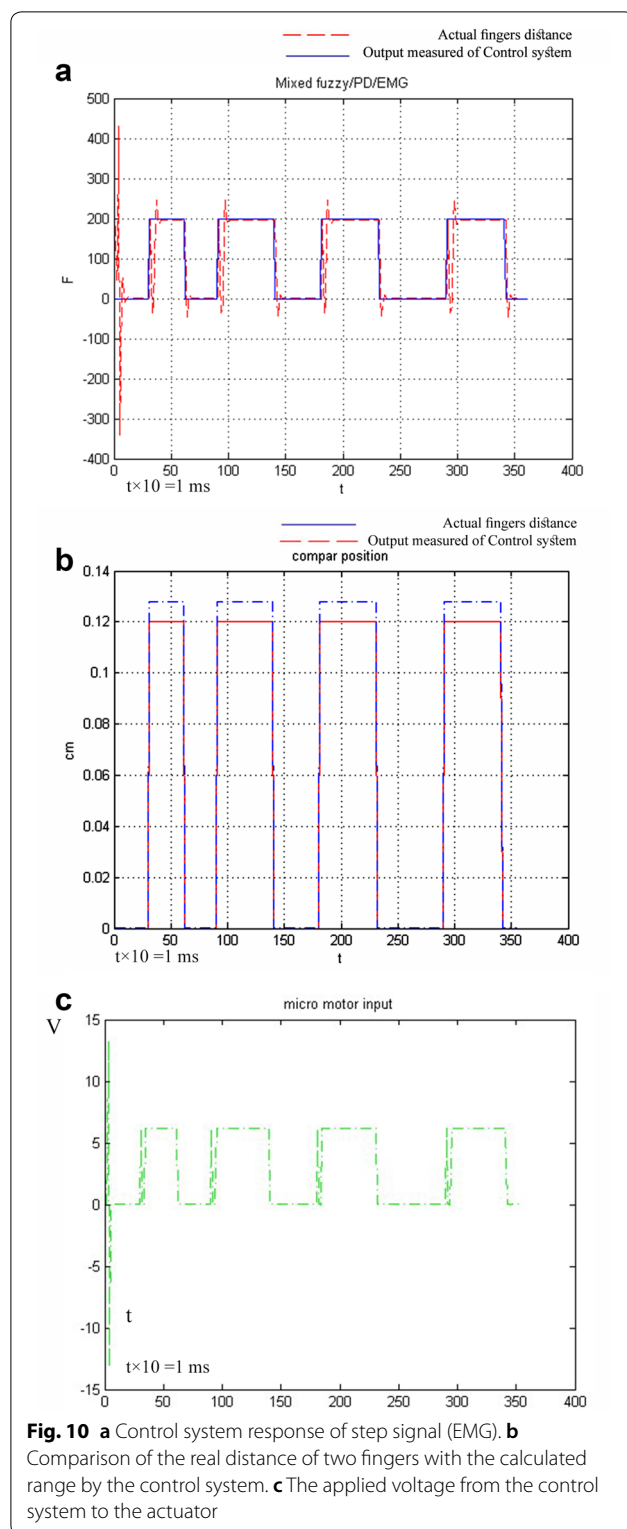 Actual fingers distance
Output measured of Control system
a
Mixed fuzzy/PD/EMG
500
400
300
200
100
0
-100
-200
-300
-400
F
0 50 100 150 200 250 300 350 400
t×10 =1 ms
t
Actual fingers distance
Output measured of Control system
b
compar position
0.14
0.12
0.1
0.08
0.06
0.04
0.02
0
cm
0 50 100 150 200 250 300 350 400
t×10 =1 ms
t
c
micro motor input
V
15
10
5
0
-5
-10
-15
t
t×10 =1 ms
0 50 100 150 200 250 300 350 400
Fig. 10 a Control system response of step signal (EMG). b
Comparison of the real distance of two fingers with the calculated
range by the control system. c The applied voltage from the control
system to the actuator